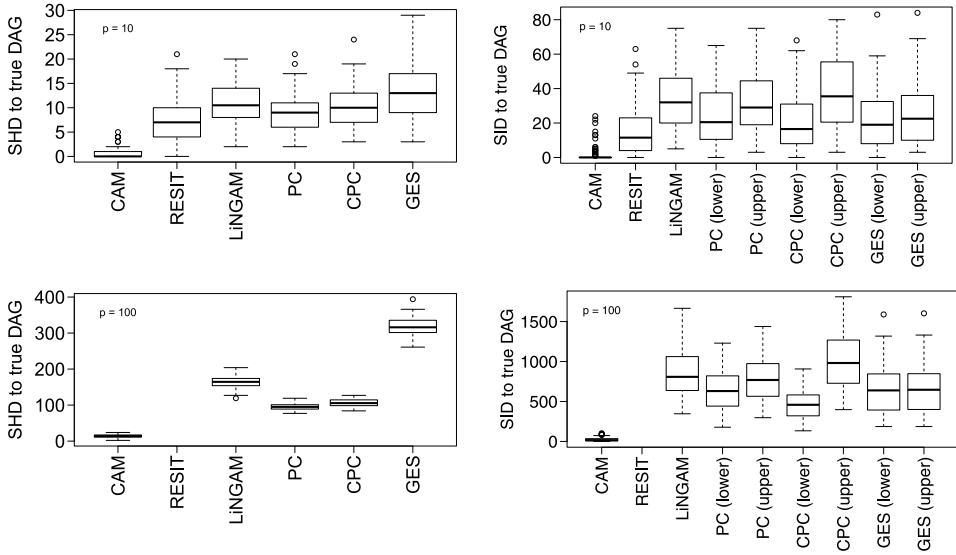 SHD to true DAG
30
25
20
15
10
5
0
p = 10
CAM
RESIT
LiNGAM
PC
CPC
GES
SID to true DAG
80
60
40
20
0
p = 10
CAM
RESIT
LiNGAM
PC (lower)
PC (upper)
CPC (lower)
CPC (upper)
GES (lower)
GES (upper)
SHD to true DAG
400
300
200
100
0
p = 100
CAM
RESIT
LiNGAM
PC
CPC
GES
SID to true DAG
1500
1000
500
0
p = 100
CAM
RESIT
LiNGAM
PC (lower)
PC (upper)
CPC (lower)
CPC (upper)
GES (lower)
GES (upper)